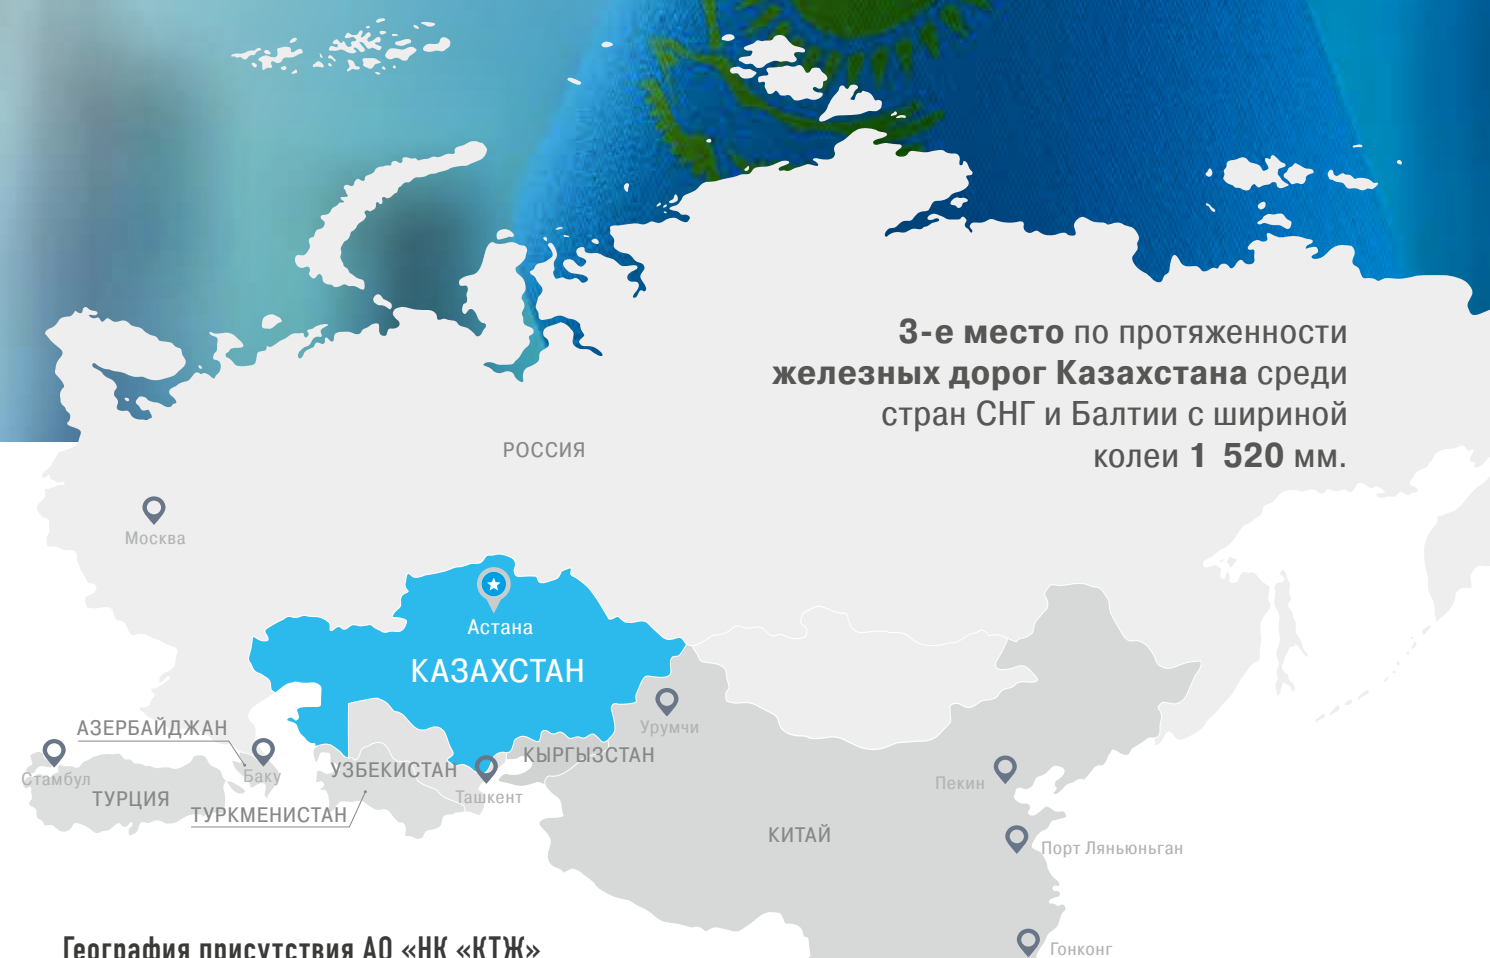 3-е место по протяженности
железных дорог Казахстана среди
стран СНГ и Балтии с шириной
колеи 1 520 мм.
РОССИЯ
Москва
Астана
КАЗАХСТАН
Урумчи
АЗЕРБАЙДЖАН
КЫРГЫЗСТАН
УЗБЕКИСТАН
Стамбул
Баку
Пекин
ТУРЦИЯ
Ташкент
ТУРКМЕНИСТАН
КИТАЙ
Порт Ляньюньган
Гонконг
География присутствия АО «НК «КТЖ»